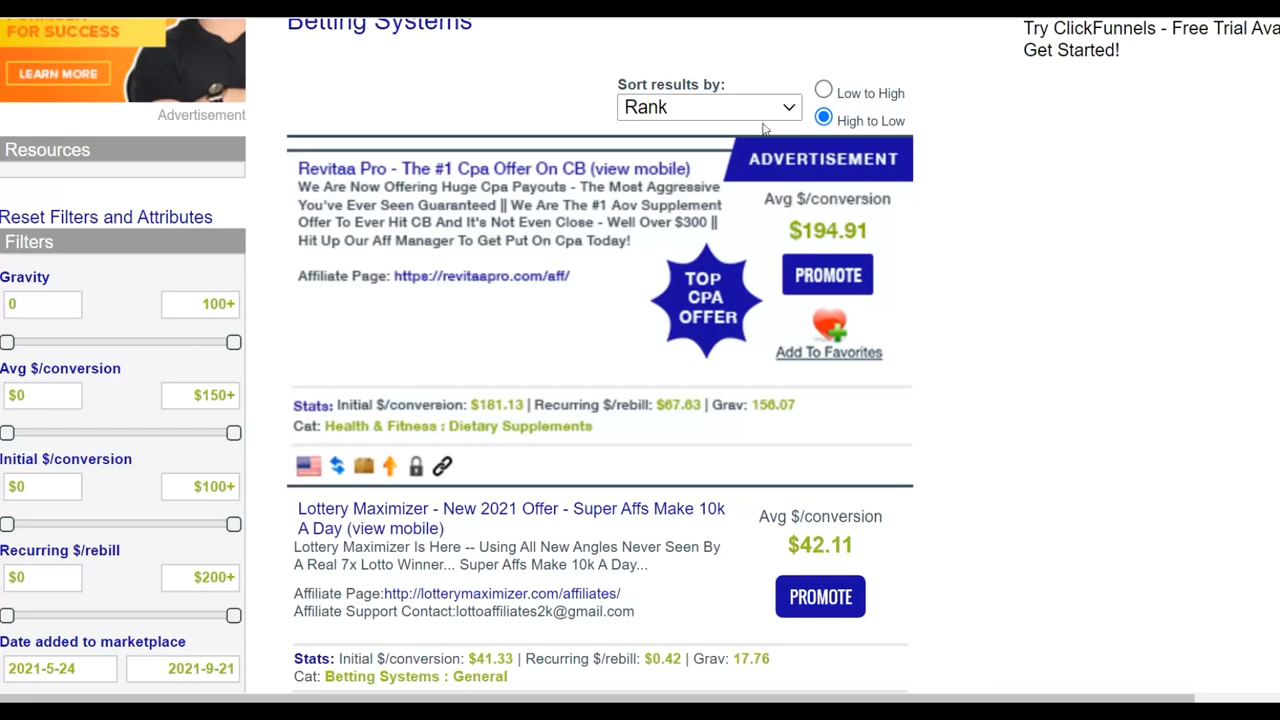 FOR SUCCESS
LEARN MORE
Advertisement
Resources
Reset Filters and Attributes
Filters
Gravity
0 100+
Avg $/conversion
$0 $150+
Initial $/conversion
$0 $100+
Recurring $/rebill
$0 $200+
Date added to marketplace
2021-5-24 2021-9-21
Betting Systems
Sort results by:
Rank
Low to High
High to Low
ADVERTISEMENT
Revitaa Pro - The #1 Cpa Offer On CB (view mobile)
We Are Now Offering Huge Cpa Payouts - The Most Aggressive
You've Ever Seen Guaranteed || We Are The #1 Aov Supplement
Offer To Ever Hit CB And It's Not Even Close - Well Over $300 ||
Hit Up Our Aff Manager To Get Put On Cpa Today!
Affiliate Page: https://revitaapro.com/aff/
TOP
CPA
OFFER
Avg $/conversion
$194.91
PROMOTE
Add To Favorites
Stats: Initial $/conversion: $181.13 | Recurring $/rebill: $67.63 | Grav: 156.07
Cat: Health & Fitness : Dietary Supplements
Lottery Maximizer - New 2021 Offer - Super Affs Make 10k
A Day (view mobile)
Lottery Maximizer Is Here -- Using All New Angles Never Seen By
A Real 7x Lotto Winner... Super Affs Make 10k A Day...
Affiliate Page:http://lotterymaximizer.com/affiliates/
Affiliate Support Contact:lottoaffiliates2k@gmail.com
Avg $/conversion
$42.11
PROMOTE
Stats: Initial $/conversion: $41.33 | Recurring $/rebill: $0.42 | Grav: 17.76
Cat: Betting Systems : General
Try ClickFunnels - Free Trial Ava
Get Started!